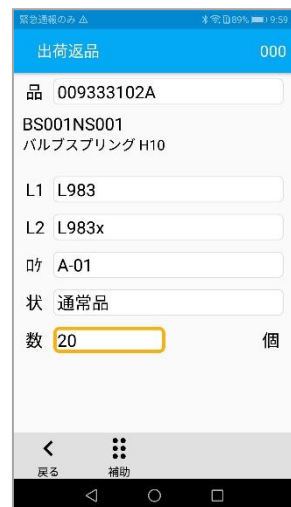 緊急通報のみ 89% 9:59
出荷返品 000
品 009333102A
BS001NS001
バルブスプリング H10
L1 L983
L2 L983x
ﾛｹ A-01
状 通常品
数 20 個
戻る 補助